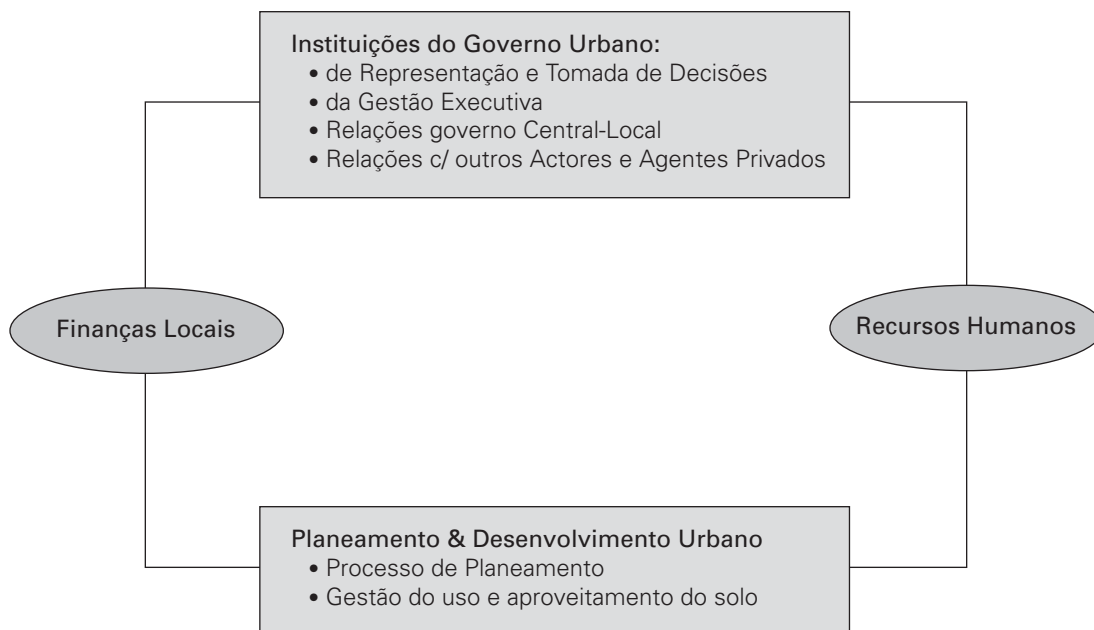 Instituições do Governo Urbano:
• de Representação e Tomada de Decisões
• da Gestão Executiva
• Relações governo Central-Local
• Relações c/ outros Actores e Agentes Privados
Finanças Locais
Recursos Humanos
Planeamento & Desenvolvimento Urbano
• Processo de Planeamento
• Gestão do uso e aproveitamento do solo